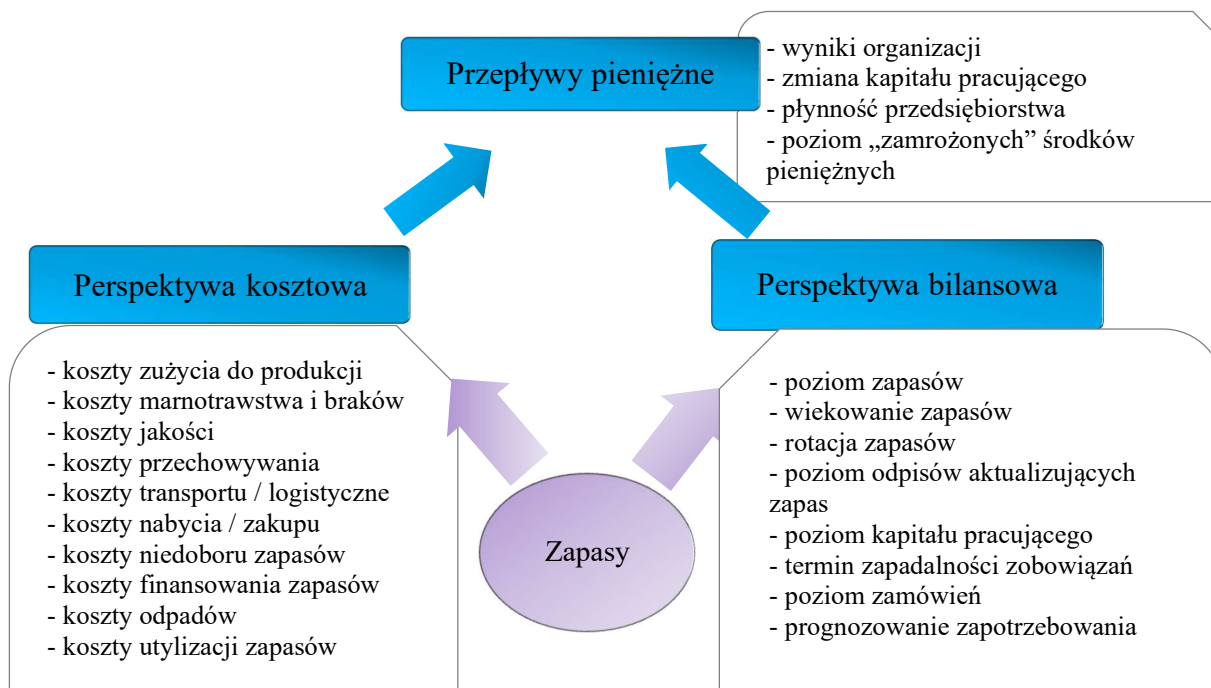 Przepływy pieniężne
- wyniki organizacji
- zmiana kapitału pracującego
- płynność przedsiębiorstwa
- poziom „zamrożonych” środków
pieniężnych
Perspektywa kosztowa
- koszty zużycia do produkcji
- koszty marnotrawstwa i braków
- koszty jakości
- koszty przechowywania
- koszty transportu / logistyczne
- koszty nabycia / zakupu
- koszty niedoboru zapasów
- koszty finansowania zapasów
- koszty odpadów
- koszty utylizacji zapasów
Perspektywa bilansowa
- poziom zapasów
- wiekowanie zapasów
- rotacja zapasów
- poziom odpisów aktualizujących
zapas
- poziom kapitału pracującego
- termin zapadalności zobowiązań
- poziom zamówień
- prognozowanie zapotrzebowania
Zapasy